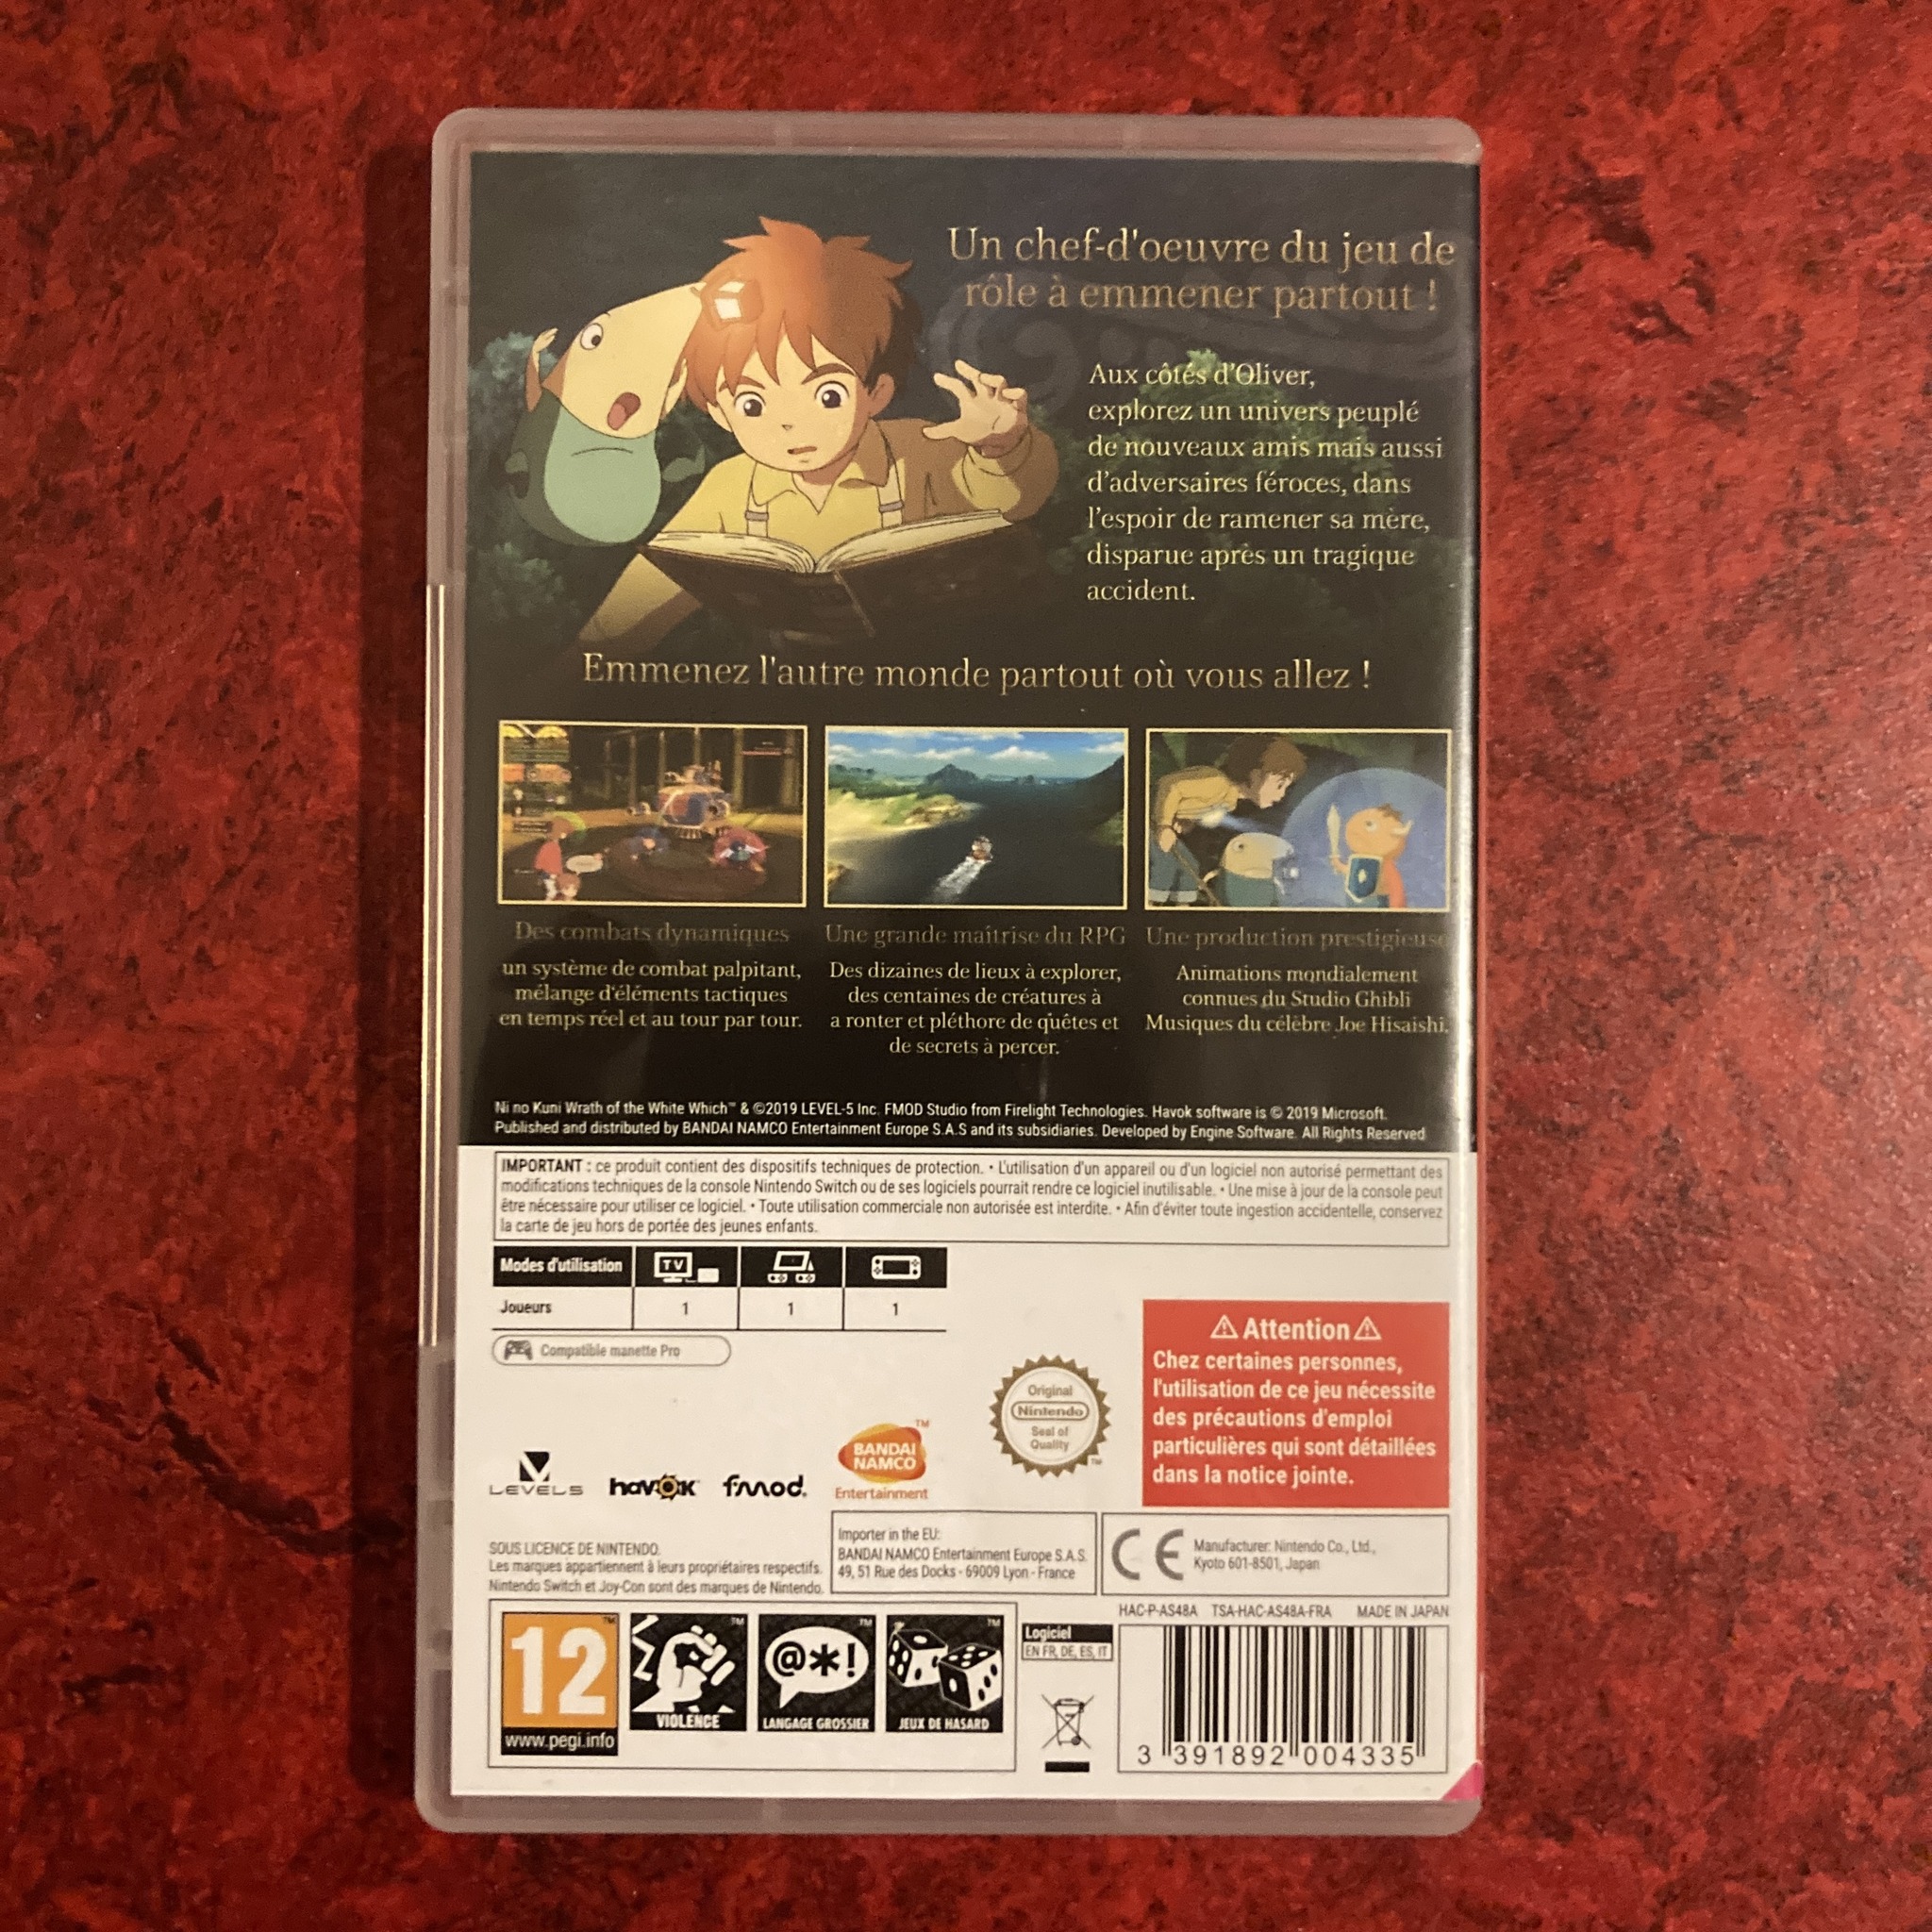 Un chef-d'oeuvre du jeu de
rôle à emmener partout !
Aux côtés d'Oliver,
explorez un univers peuplé
de nouveaux amis mais aussi
d'adversaires féroces, dans
l'espoir de ramener sa mère,
disparue après un tragique
accident.
Emmenez l'autre monde partout où vous allez !
Des combats dynamiques
un système de combat palpitant,
mélange d'éléments tactiques
en temps réel et au tour par tour.
Une grande maîtrise du RPG
Des dizaines de lieux à explorer,
des centaines de créatures à
a ronter et pléthore de quêtes et
de secrets à percer.
Une production prestigieuse
Animations mondialement
connues du Studio Ghibli
Musiques du célèbre Joe Hisaishi.
Ni no Kuni Wrath of the White Which™ & ©2019 LEVEL-5 Inc. FMOD Studio from Firelight Technologies. Havok software is © 2019 Microsoft.
Published and distributed by BANDAI NAMCO Entertainment Europe S.A.S and its subsidiaries. Developed by Engine Software. All Rights Reserved
IMPORTANT : ce produit contient des dispositifs techniques de protection. • L'utilisation d'un appareil ou d'un logiciel non autorisé permettant des
modifications techniques de la console Nintendo Switch ou de ses logiciels pourrait rendre ce logiciel inutilisable. • Une mise à jour de la console peut
être nécessaire pour utiliser ce logiciel. • Toute utilisation commerciale non autorisée est interdite. • Afin d'éviter toute ingestion accidentelle, conservez
la carte de jeu hors de portée des jeunes enfants.
Modes d'utilisation TV
Joueurs 1 1 1
Compatible manette Pro
⚠ Attention ⚠
Chez certaines personnes,
l'utilisation de ce jeu nécessite
des précautions d'emploi
particulières qui sont détaillées
dans la notice jointe.
Original
Nintendo
Seal of
Quality
TM
LEVEL5
havok
fmod.
BANDAI
NAMCO
Entertainment
TM
SOUS LICENCE DE NINTENDO.
Les marques appartiennent à leurs propriétaires respectifs.
Nintendo Switch et Joy-Con sont des marques de Nintendo.
Importer in the EU:
BANDAI NAMCO Entertainment Europe S.A.S.
49, 51 Rue des Docks - 69009 Lyon - France
CE
Manufacturer: Nintendo Co., Ltd.,
Kyoto 601-8501, Japan
HAC-P-AS48A TSA-HAC-AS48A-FRA MADE IN JAPAN
12
www.pegi.info
VIOLENCE
@*!
LANGAGE GROSSIER
JEUX DE HASARD
Logiciel
EN FR, DE, ES, IT
3 391892 004335